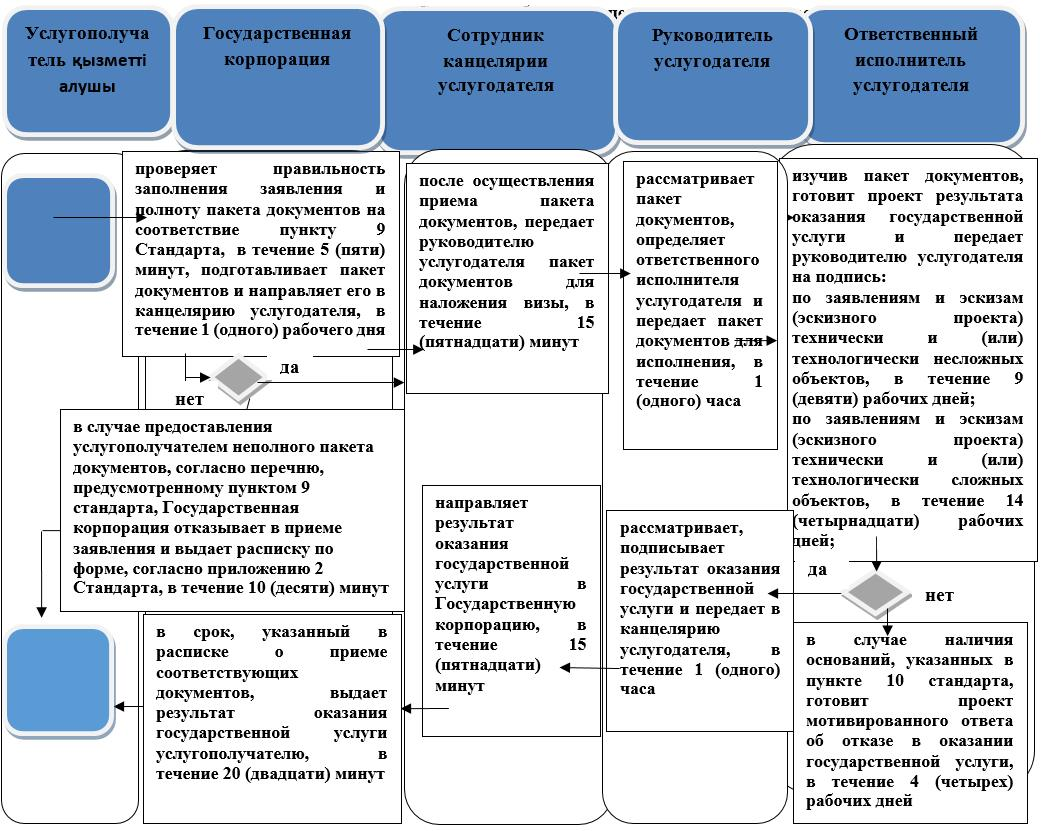 Услугополуча
тель қызметті
алушы
Государственная
корпорация
Сотрудник
канцелярии
услугодателя
Руководитель
услугодателя
Ответственный
исполнитель
услугодателя
проверяет правильность
заполнения заявления и
полноту пакета документов на
соответствие пункту 9
Стандарта, в течение 5 (пяти)
минут, подготавливает пакет
документов и направляет его в
канцелярию услугодателя, в
течение 1 (одного) рабочего дня
да
нет
в случае предоставления
услугополучателем неполного пакета
документов, согласно перечню,
предусмотренному пунктом 9
стандарта, Государственная
корпорация отказывает в приеме
заявления и выдает расписку по
форме, согласно приложению 2
Стандарта, в течение 10 (десяти) минут
в срок, указанный в
расписке о приеме
соответствующих
документов, выдает
результат оказания
государственной услуги
услугополучателю, в
течение 20 (двадцати) минут
после осуществления
приема пакета
документов, передает
руководителю
услугодателя пакет
документов для
наложения визы, в
течение 15
(пятнадцати) минут
направляет
результат
оказания
государственной
услуги в
Государственную
корпорацию, в
течение 15
(пятнадцати)
минут
рассматривает
пакет
документов,
определяет
ответственного
исполнителя
услугодателя и
передает пакет
документов для
исполнения, в
течение 1
(одного) часа
рассматривает,
подписывает
результат оказания
государственной
услуги и передает в
канцелярию
услугодателя, в
течение 1 (одного)
часа
изучив пакет документов,
готовит проект результата
оказания государственной
услуги и передает
руководителю услугодателя
на подпись:
по заявлениям и эскизам
(эскизного проекта)
технически и (или)
технологически несложных
объектов, в течение 9
(девяти) рабочих дней;
по заявлениям и эскизам
(эскизного проекта)
технически и (или)
технологически сложных
объектов, в течение 14
(четырнадцати) рабочих
дней;
да
нет
в случае наличия
оснований, указанных в
пункте 10 стандарта,
готовит проект
мотивированного ответа
об отказе в оказании
государственной услуги,
в течение 4 (четырех)
рабочих дней